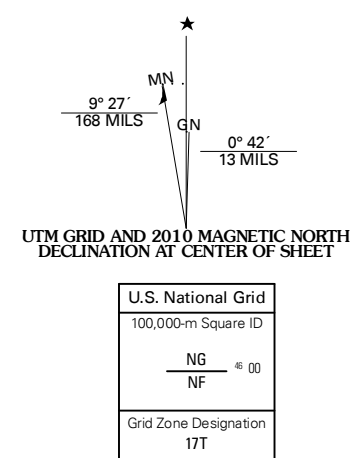 MN
9° 27´
168 MILS
GN
0° 42´
13 MILS
UTM GRID AND 2010 MAGNETIC NORTH
DECLINATION AT CENTER OF SHEET
U.S. National Grid
100,000-m Square ID
NG
46 00
NF
Grid Zone Designation
17T